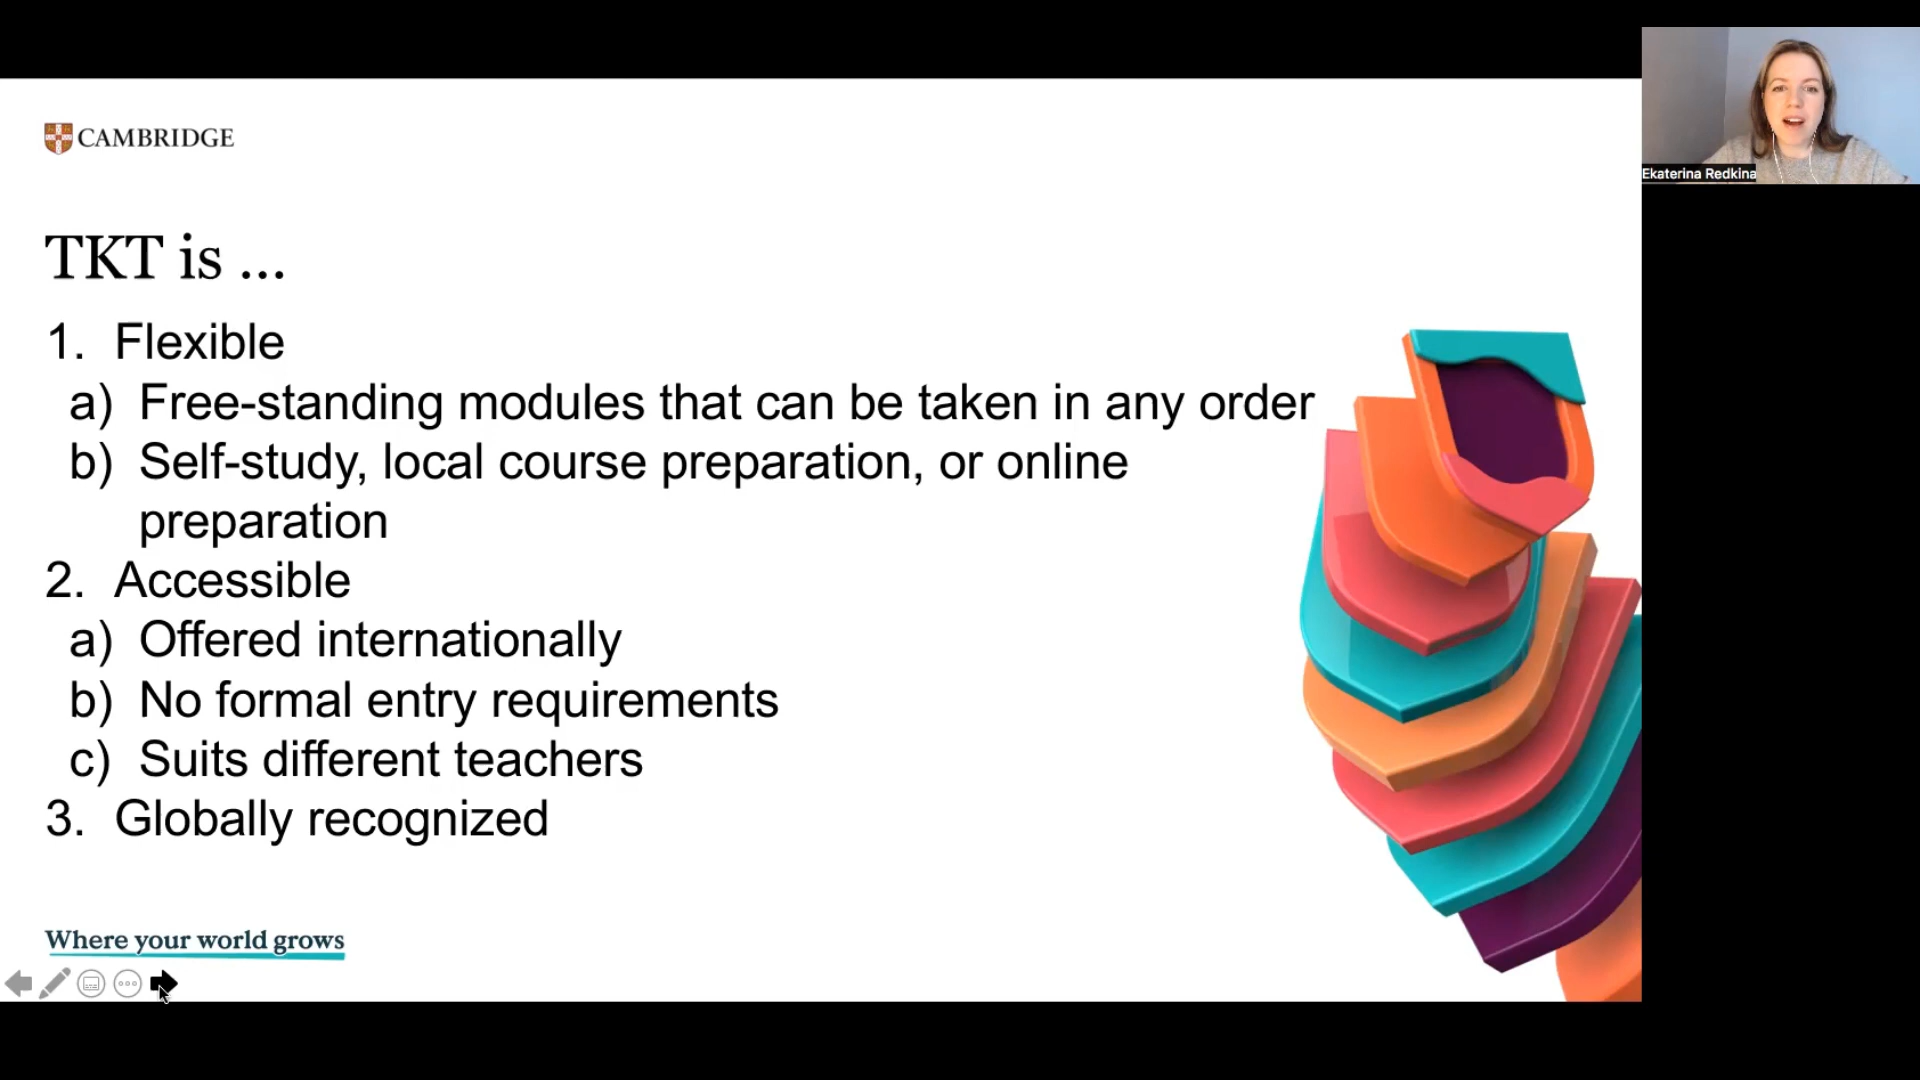 CAMBRIDGE
Ekaterina Redkina
TKT is ...
1. Flexible
a) Free-standing modules that can be taken in any order
b) Self-study, local course preparation, or online
preparation
2. Accessible
a) Offered internationally
b) No formal entry requirements
c) Suits different teachers
3. Globally recognized
Where your world grows